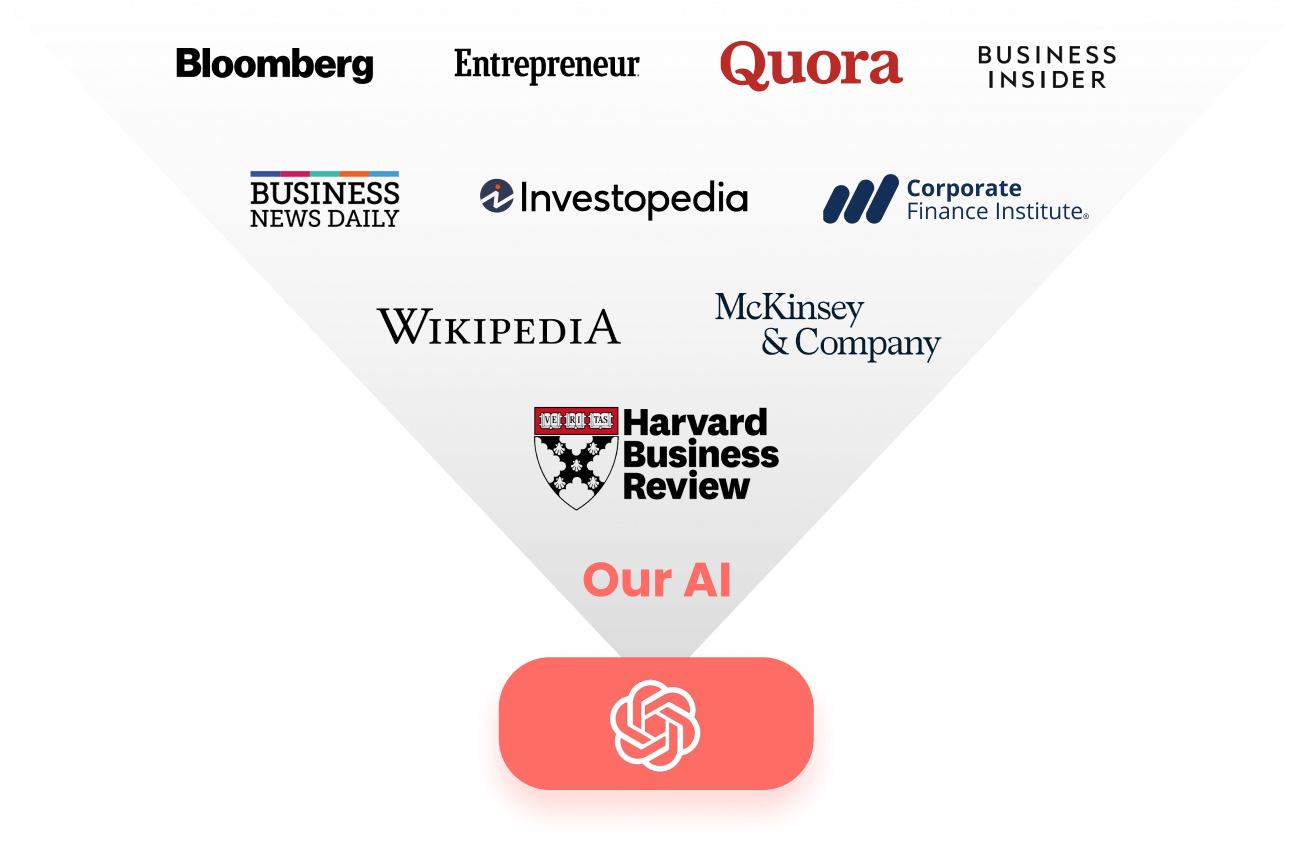 Bloomberg
Entrepreneur
Quora
BUSINESS
INSIDER
BUSINESS
NEWS DAILY
Investopedia
Corporate
Finance Institute®
WIKIPEDIA
McKinsey
& Company
VE RI TAS
Harvard
Business
Review
Our AI